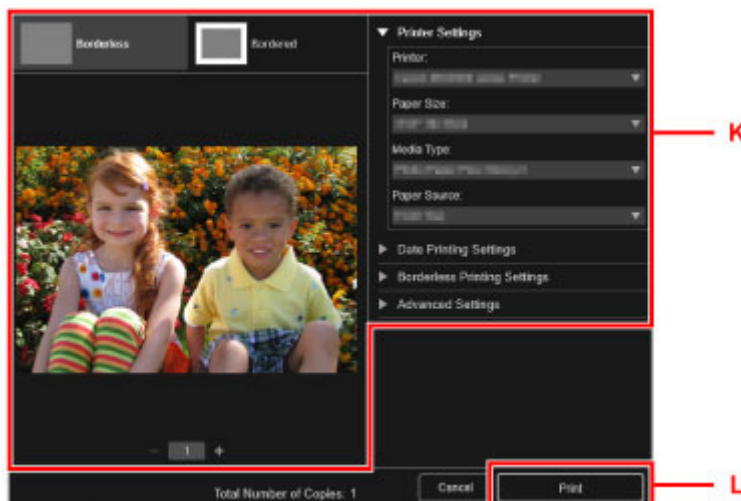 Borderless
Bordered
Printer Settings
Printer:
Paper Size:
Media Type:
Paper Source:
Date Printing Settings
Borderless Printing Settings
Advanced Settings
K
1
Total Number of Copies: 1
Cancel
Print
L